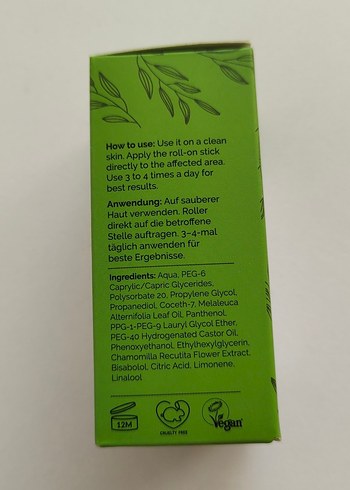 How to use: Use it on a clean
skin. Apply the roll-on stick
directly to the affected area.
Use 3 to 4 times a day for
best results.
Anwendung: Auf sauberer
Haut verwenden. Roller
direkt auf die betroffene
Stelle auftragen. 3-4-mal
täglich anwenden für
beste Ergebnisse.
Ingredients: Aqua, PEG-6
Caprylic/Capric Glycerides,
Polysorbate 20, Propylene Glycol,
Propanediol, Coceth-7, Melaleuca
Alternifolia Leaf Oil, Panthenol,
PPG-1-PEG-9 Lauryl Glycol Ether,
PEG-40 Hydrogenated Castor Oil,
Phenoxyethanol, Ethylhexylglycerin,
Chamomilla Recutita Flower Extract,
Bisabolol, Citric Acid, Limonene,
Linalool
12M
CRUELTY FREE
Vegan